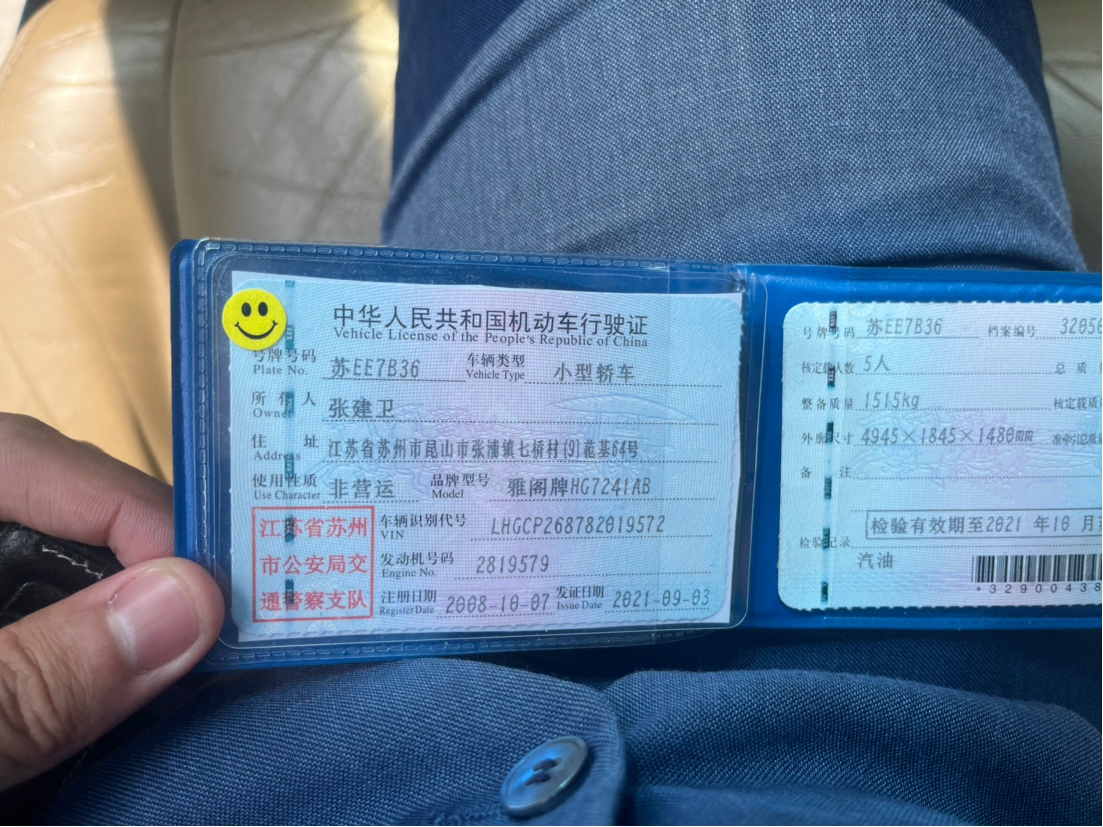 中华人民共和国机动车行驶证
Vehicle License of the People's Republic of China
号牌号码 苏EE7B36 车辆类型 小型轿车
Plate No. Vehicle Type
所有人 张建卫
Owner
住址 江苏省苏州市昆山市张浦镇七桥村(9)苑基64号
Address
使用性质 非营运 品牌型号 雅阁牌HG7241AB
Use Character Model
江苏省苏州
市公安局交
通警察支队
车辆识别代号 LHGCP268782019572
VIN
发动机号码 2819579
Engine No.
注册日期 2008-10-07 发证日期 2021-09-03
Register Date Issue Date
号牌号码 苏EE7B36 档案编号 32050
核定载人数 5人 总质
整备质量 1515kg 核定载质
外廓尺寸 4945×1845×1480mm 准牵引总质量
备注
检验有效期至2021 年10 月
检验记录
汽油
*32900438